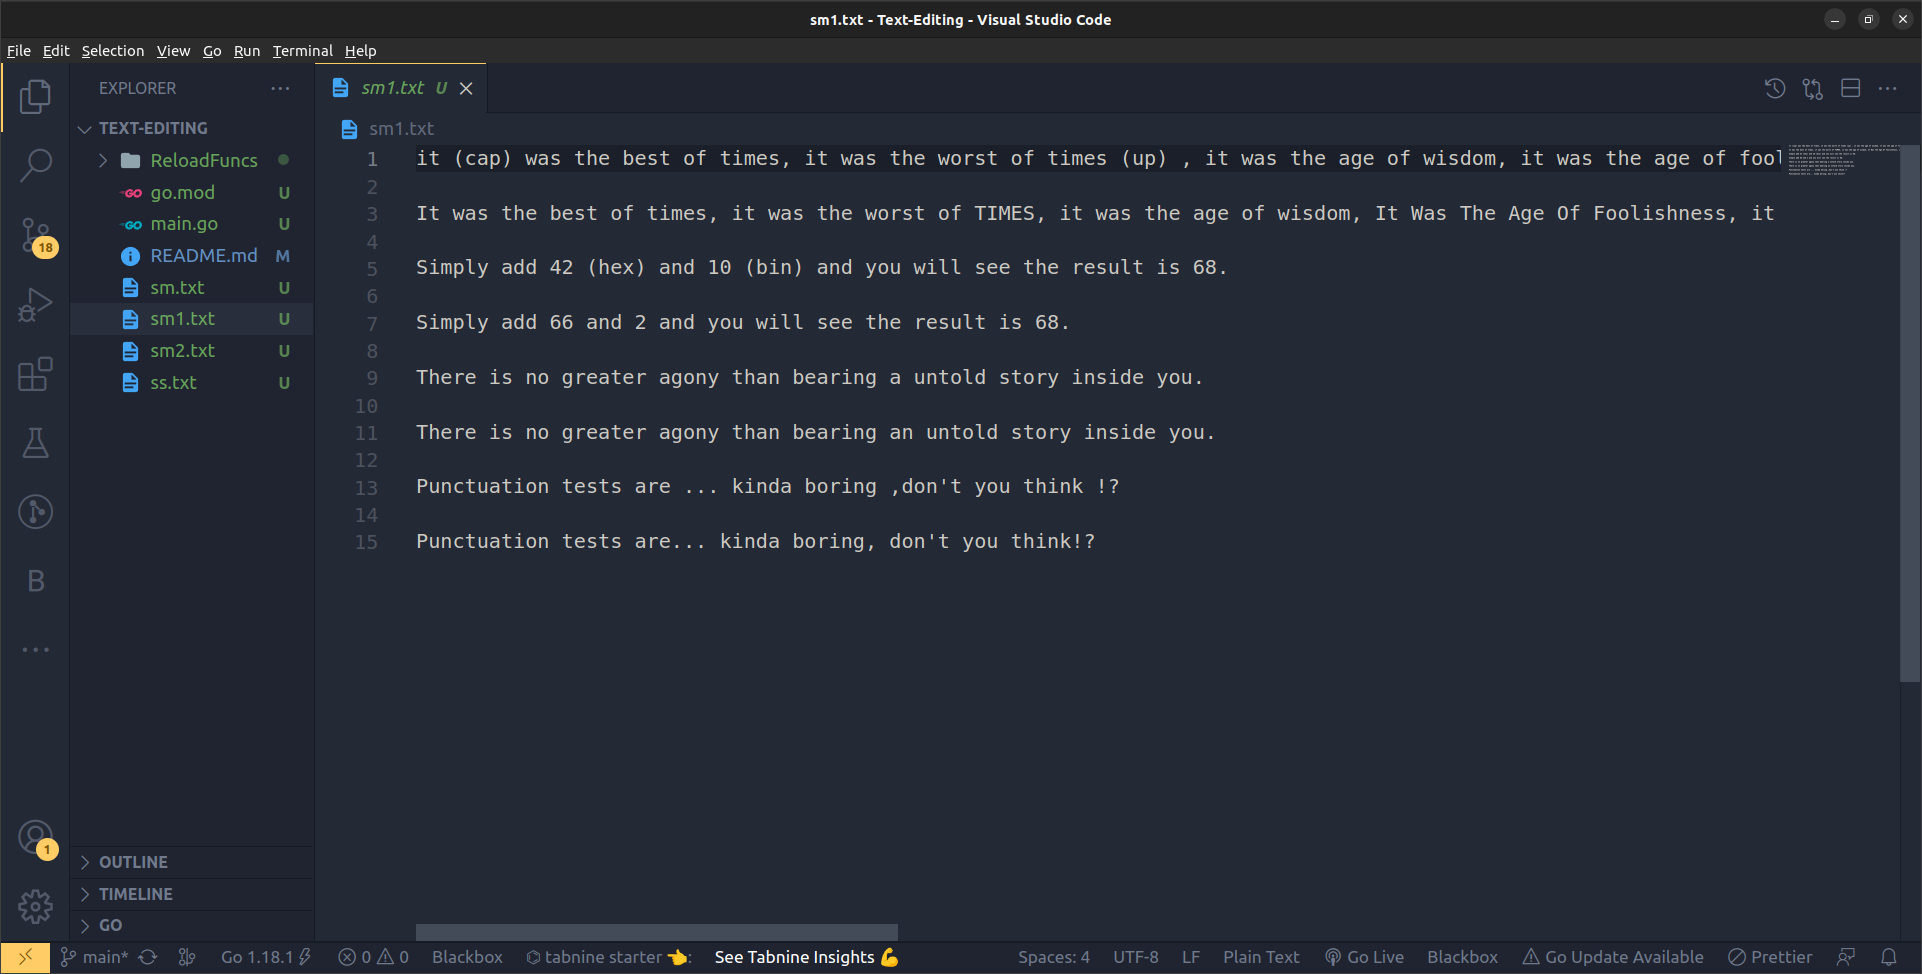 sm1.txt - Text-Editing - Visual Studio Code
File Edit Selection View Go Run Terminal Help
EXPLORER
TEXT-EDITING
ReloadFuncs
go.mod U
main.go U
README.md M
sm.txt U
sm1.txt U
sm2.txt U
ss.txt U
OUTLINE
TIMELINE
GO
18
B
1
sm1.txt U
sm1.txt
1 it (cap) was the best of times, it was the worst of times (up) , it was the age of wisdom, it was the age of fool
2
3 It was the best of times, it was the worst of TIMES, it was the age of wisdom, It Was The Age Of Foolishness, it
4
5 Simply add 42 (hex) and 10 (bin) and you will see the result is 68.
6
7 Simply add 66 and 2 and you will see the result is 68.
8
9 There is no greater agony than bearing a untold story inside you.
10
11 There is no greater agony than bearing an untold story inside you.
12
13 Punctuation tests are ... kinda boring ,don't you think !?
14
15 Punctuation tests are... kinda boring, don't you think!?
main* Go 1.18.1 0 0 Blackbox tabnine starter 👈: See Tabnine Insights 💪 Spaces: 4 UTF-8 LF Plain Text Go Live Blackbox Go Update Available Prettier